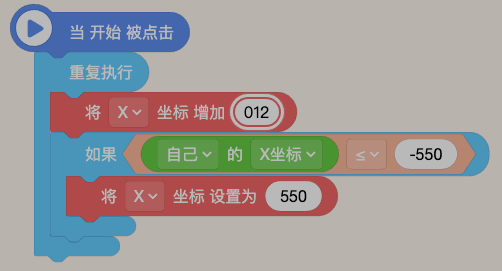 当 开始 被点击
重复执行
将 X 坐标 增加 012
如果 自己 的 X坐标 ≤ -550
将 X 坐标 设置为 550